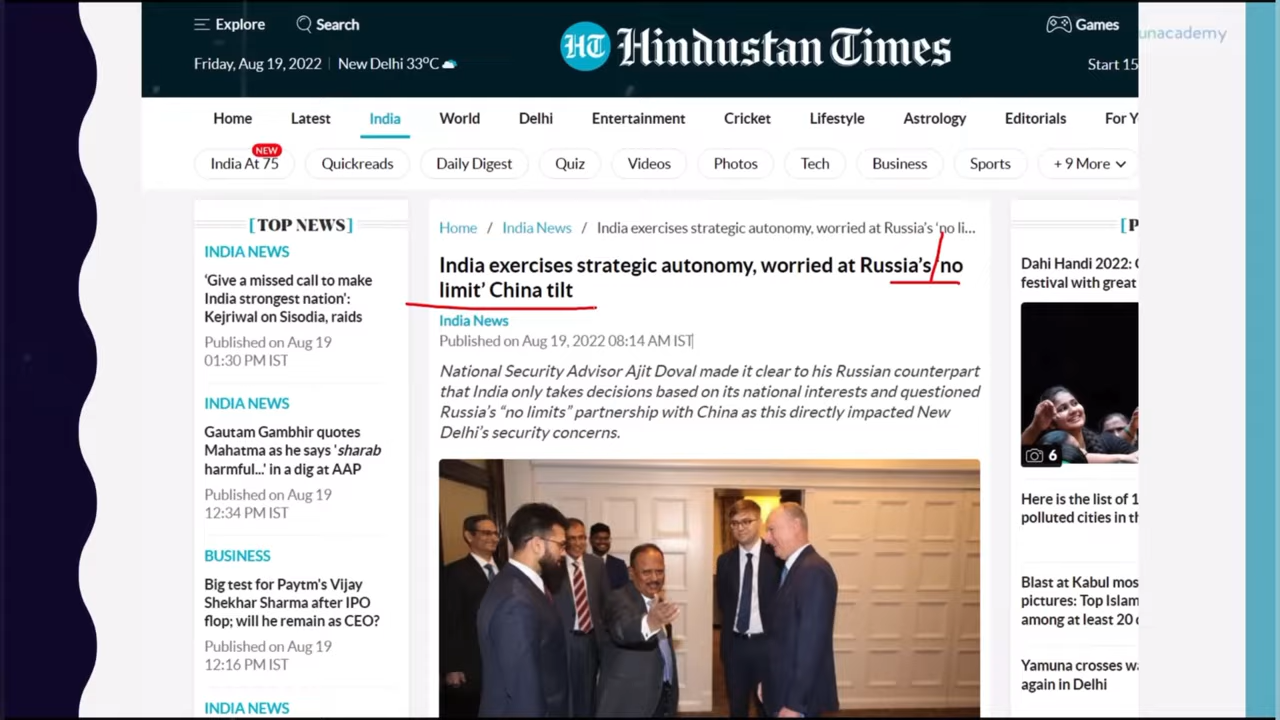 Explore
Search
HT Hindustan Times
Games
unacademy
Friday, Aug 19, 2022
New Delhi 33°C
Start 15
Home
Latest
India
World
Delhi
Entertainment
Cricket
Lifestyle
Astrology
Editorials
For Y
NEW
India At 75
Quickreads
Daily Digest
Quiz
Videos
Photos
Tech
Business
Sports
+ 9 More
[TOP NEWS]
INDIA NEWS
‘Give a missed call to make
India strongest nation’:
Kejriwal on Sisodia, raids
Published on Aug 19
01:30 PM IST
INDIA NEWS
Gautam Gambhir quotes
Mahatma as he says 'sharab
harmful...' in a dig at AAP
Published on Aug 19
12:34 PM IST
BUSINESS
Big test for Paytm's Vijay
Shekhar Sharma after IPO
flop; will he remain as CEO?
Published on Aug 19
12:16 PM IST
INDIA NEWS
Home / India News / India exercises strategic autonomy, worried at Russia’s ‘no li...
India exercises strategic autonomy, worried at Russia’s ‘no
limit’ China tilt
India News
Published on Aug 19, 2022 08:14 AM IST
National Security Advisor Ajit Doval made it clear to his Russian counterpart
that India only takes decisions based on its national interests and questioned
Russia’s “no limits” partnership with China as this directly impacted New
Delhi’s security concerns.
[P
Dahi Handi 2022:
festival with great
6
Here is the list of 1
polluted cities in th
Blast at Kabul mos
pictures: Top Islam
among at least 20
Yamuna crosses wa
again in Delhi